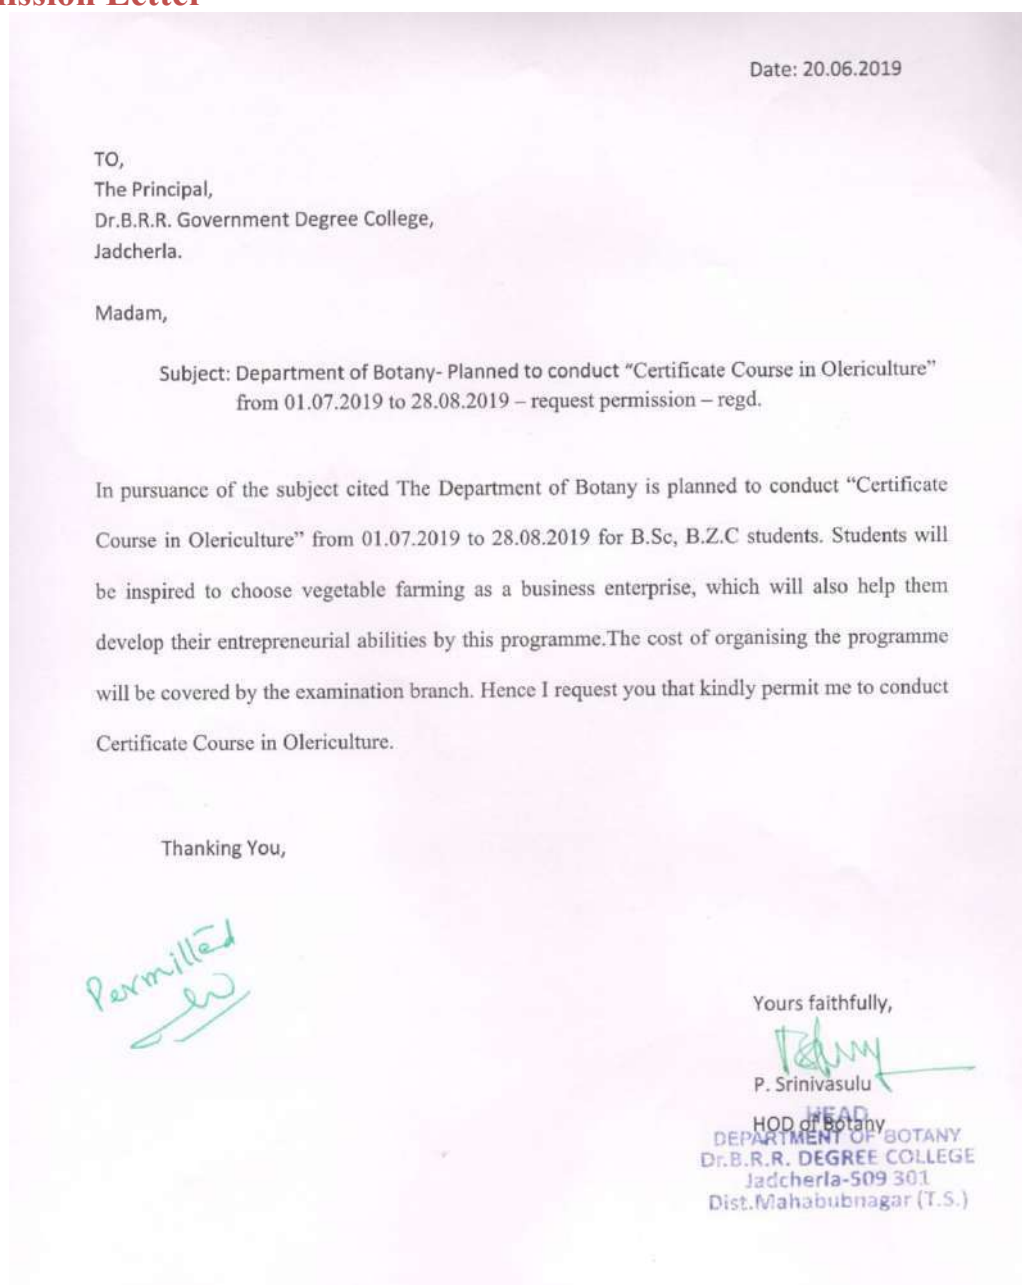 Letter
Date: 20.06.2019
TO,
The Principal,
Dr.B.R.R. Government Degree College,
Jadcherla.
Madam,
Subject: Department of Botany- Planned to conduct “Certificate Course in Olericulture”
from 01.07.2019 to 28.08.2019 – request permission – regd.
In pursuance of the subject cited The Department of Botany is planned to conduct “Certificate
Course in Olericulture” from 01.07.2019 to 28.08.2019 for B.Sc, B.Z.C students. Students will
be inspired to choose vegetable farming as a business enterprise, which will also help them
develop their entrepreneurial abilities by this programme.The cost of organising the programme
will be covered by the examination branch. Hence I request you that kindly permit me to conduct
Certificate Course in Olericulture.
Thanking You,
Permitted
Yours faithfully,
P. Srinivasulu
HOD of Botany
HEAD
DEPARTMENT OF BOTANY
Dr.B.R.R. DEGREE COLLEGE
Jadcherla-509 301
Dist.Mahabubnagar (T.S.)